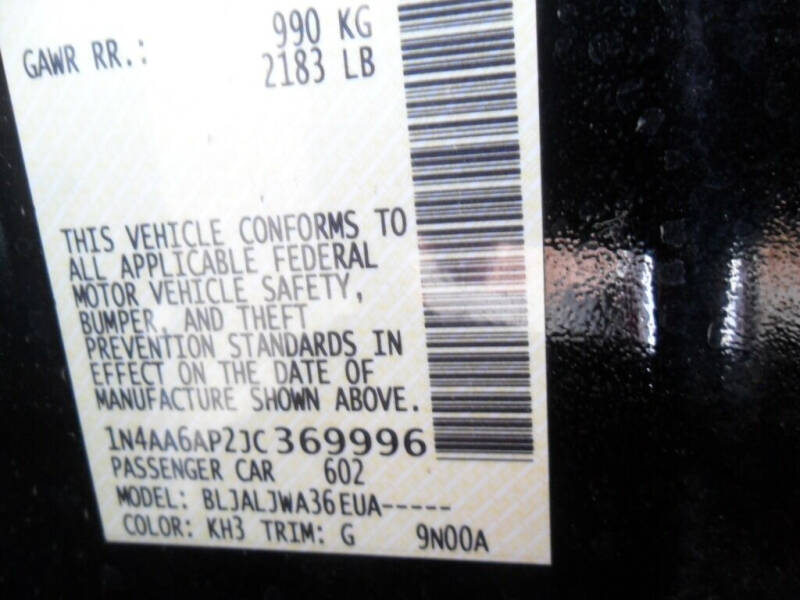 990 KG
GAWR RR.: 2183 LB
THIS VEHICLE CONFORMS TO
ALL APPLICABLE FEDERAL
MOTOR VEHICLE SAFETY,
BUMPER, AND THEFT
PREVENTION STANDARDS IN
EFFECT ON THE DATE OF
MANUFACTURE SHOWN ABOVE.
1N4AA6AP2JC369996
PASSENGER CAR 602
MODEL: BLJALJWA36EUA-----
COLOR: KH3 TRIM: G 9N00A